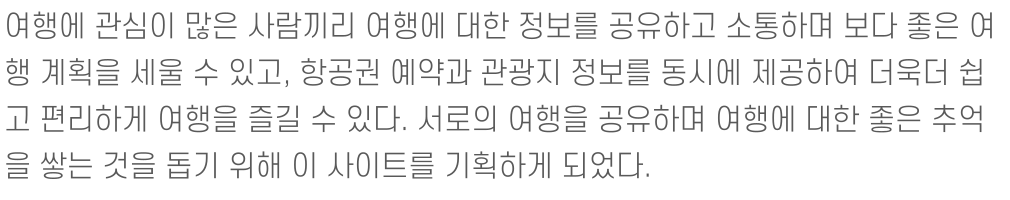 여행에 관심이 많은 사람끼리 여행에 대한 정보를 공유하고 소통하며 보다 좋은 여
행 계획을 세울 수 있고, 항공권 예약과 관광지 정보를 동시에 제공하여 더욱더 쉽
고 편리하게 여행을 즐길 수 있다. 서로의 여행을 공유하며 여행에 대한 좋은 추억
을 쌓는 것을 돕기 위해 이 사이트를 기획하게 되었다.